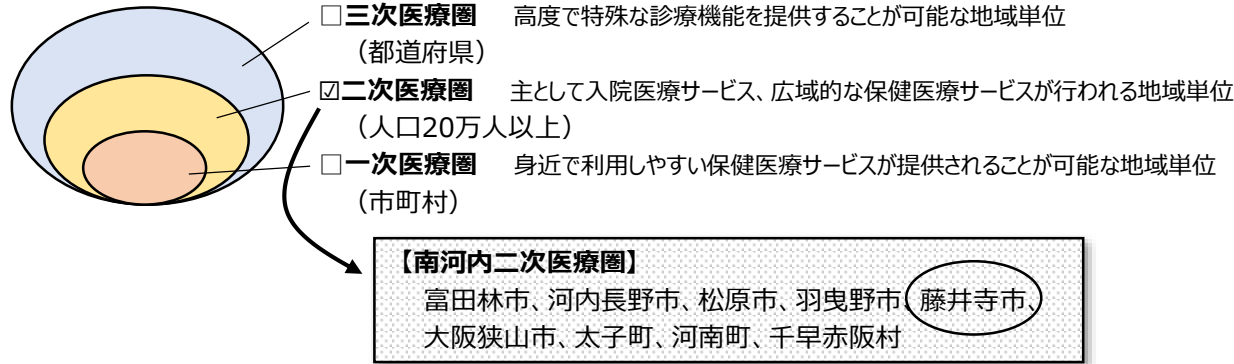 □三次医療圏　高度で特殊な診療機能を提供することが可能な地域単位
（都道府県）
☑二次医療圏　主として入院医療サービス、広域的な保健医療サービスが行われる地域単位
（人口20万人以上）
□一次医療圏　身近で利用しやすい保健医療サービスが提供されることが可能な地域単位
（市町村）
【南河内二次医療圏】
富田林市、河内長野市、松原市、羽曳野市、藤井寺市、
大阪狭山市、太子町、河南町、千早赤阪村